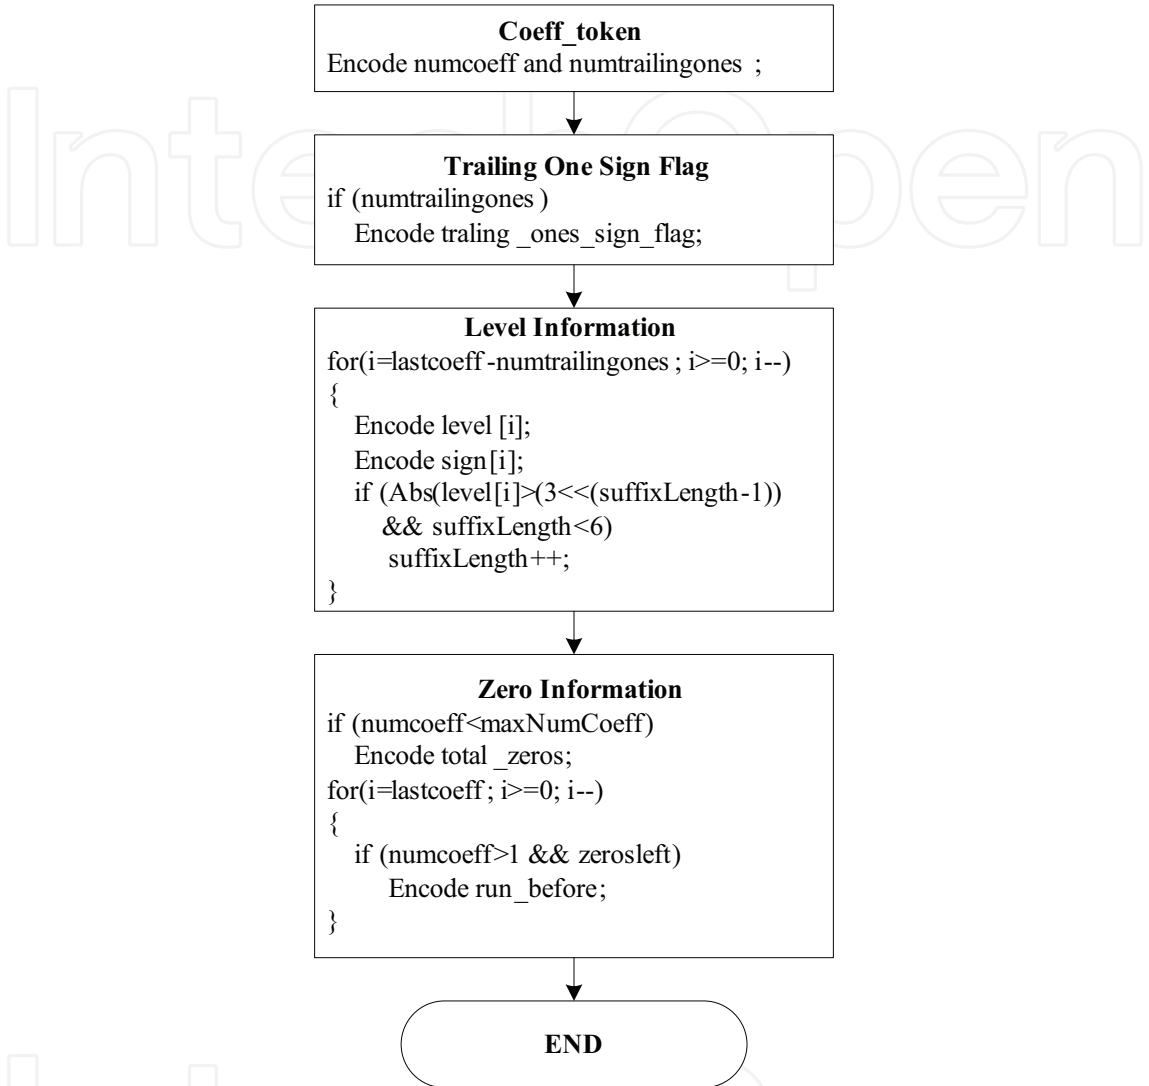 Coeff_token
Encode numcoeff and numtrailingones ;
Trailing One Sign Flag
if (numtrailingones )
Encode traling _ones_sign_flag;
Level Information
for(i=lastcoeff -numtrailingones ; i>=0; i--)
{
Encode level [i];
Encode sign[i];
if (Abs(level[i]>(3<<(suffixLength-1))
&& suffixLength<6)
suffixLength++;
}
Zero Information
if (numcoeff<maxNumCoeff)
Encode total _zeros;
for(i=lastcoeff ; i>=0; i--)
{
if (numcoeff>1 && zerosleft)
Encode run_before;
}
END
IntechOpen